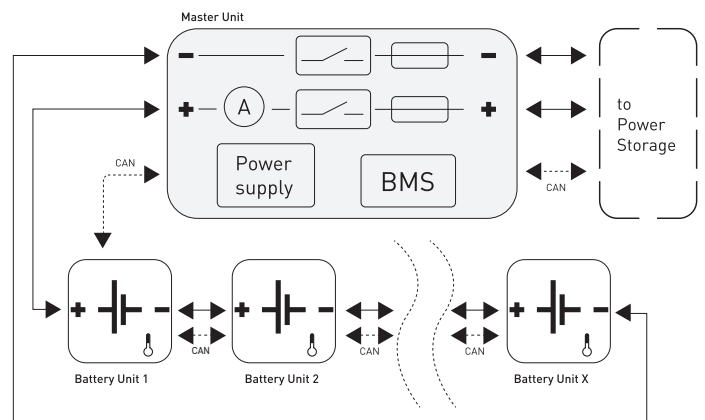 Master Unit
A
to
Power
Storage
CAN
Power
supply
BMS
CAN
CAN
CAN
CAN
Battery Unit 1
Battery Unit 2
Battery Unit X